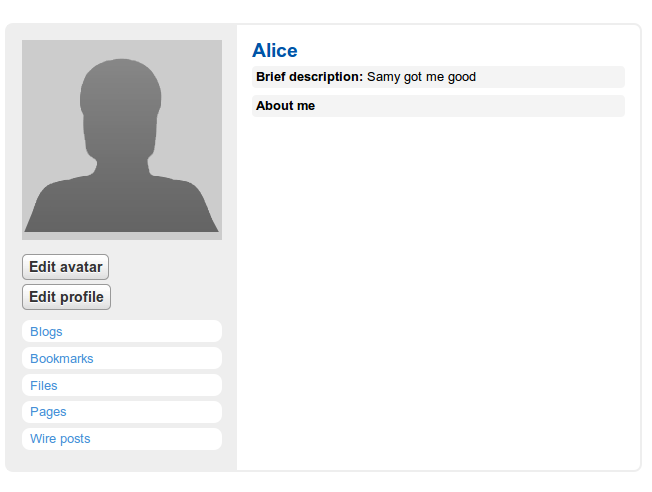 Alice
Brief description: Samy got me good
About me
Edit avatar
Edit profile
Blogs
Bookmarks
Files
Pages
Wire posts